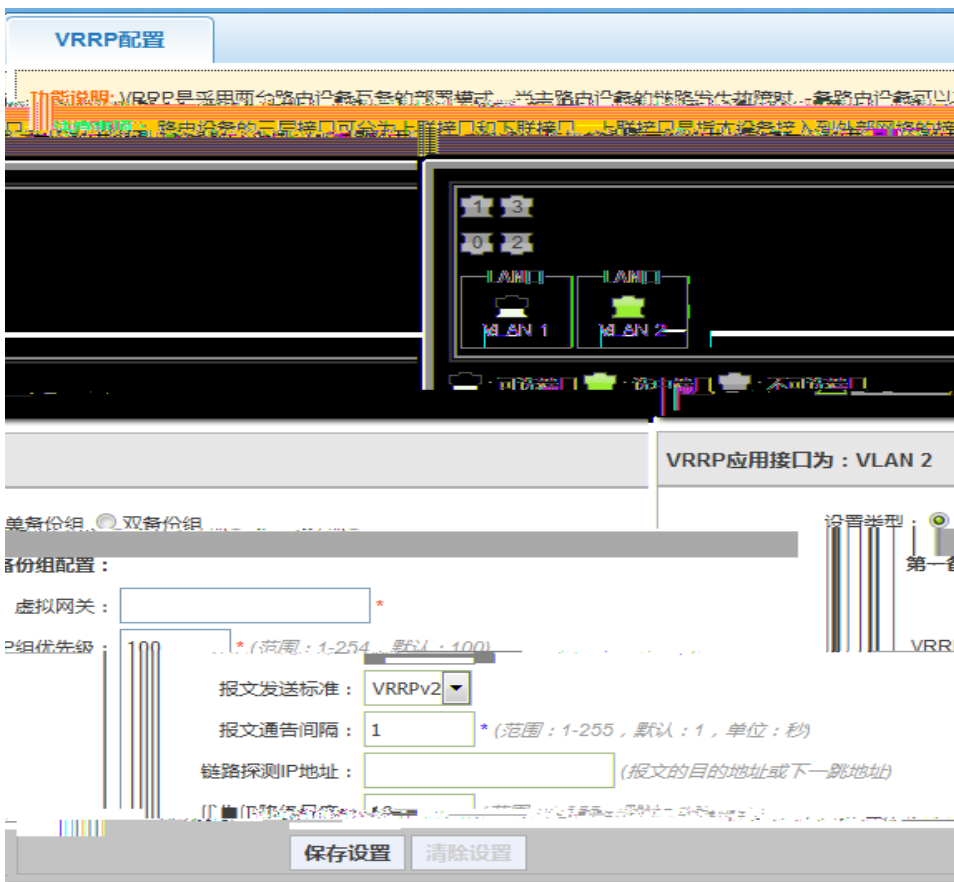 VRRP配置
功能说明: VRRP是采用两台路由设备互备的部署模式，当主路由设备的链路发生故障时，备路由设备可以
路由设备的三层接口可分为上联接口和下联接口，上联接口是指本设备接入到外部网络的接
1 3
0 2
LAN口 LAN口
VLAN 1 VLAN 2
可选端口 选中端口 不可选端口
VRRP应用接口为：VLAN 2
单备份组 双备份组
设置类型：
备份组配置：
第一备
虚拟网关： *
组优先级： 100 * (范围：1-254，默认：100)
VRR
报文发送标准： VRRPv2
报文通告间隔： 1 * (范围：1-255，默认：1，单位：秒)
链路探测IP地址： (报文的目的地址或下一跳地址)
保存设置 清除设置